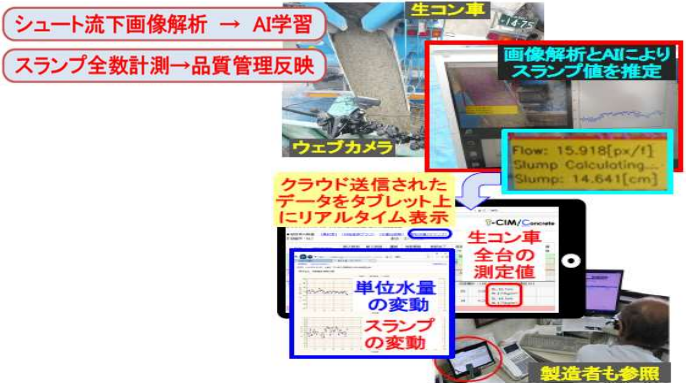 シュート流下画像解析 → AI学習
スランプ全数計測→品質管理反映
生コン車
14:75
ウェブカメラ
画像解析とAIにより
スランプ値を推定
Flow: 15.918[px/f]
Slump Calculating...
Slump: 14.641[cm]
クラウド送信された
データをタブレット上
にリアルタイム表示
T-CIM/Concrete
生コン車
全台の
測定値
単位水量
の変動
スランプ
の変動
製造者も参照